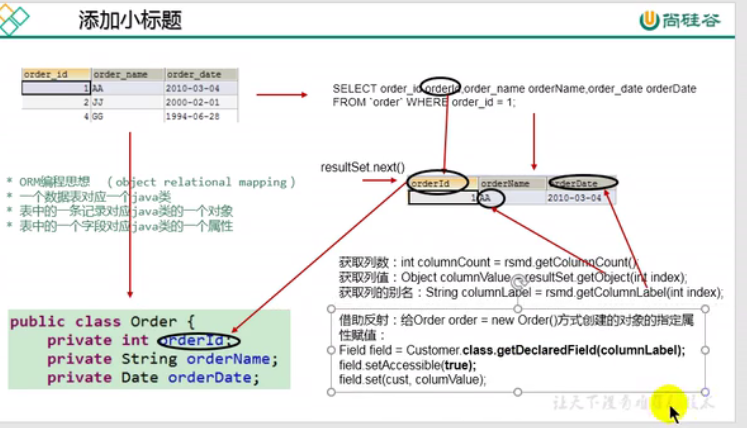 添加小标题
尚硅谷
order_id order_name order_date
1 AA 2010-03-04
2 JJ 2000-02-01
4 GG 1994-06-28
SELECT order_id orderId,order_name orderName,order_date orderDate
FROM `order` WHERE order_id = 1;
resultSet.next()
orderId orderName orderDate
1 AA 2010-03-04
* ORM编程思想 （object relational mapping）
* 一个数据表对应一个java类
* 表中的一条记录对应java类的一个对象
* 表中的一个字段对应java类的一个属性
获取列数：int columnCount = rsmd.getColumnCount();
获取列值：Object columnValue = resultSet.getObject(int index);
获取列的别名：String columnLabel = rsmd.getColumnLabel(int index);
public class Order {
private int orderId;
private String orderName;
private Date orderDate;
借助反射：给Order order = new Order()方式创建的对象的指定属
性赋值：
Field field = Customer.class.getDeclaredField(columnLabel);
field.setAccessible(true);
field.set(cust, columValue);
让天下没有难学的技术